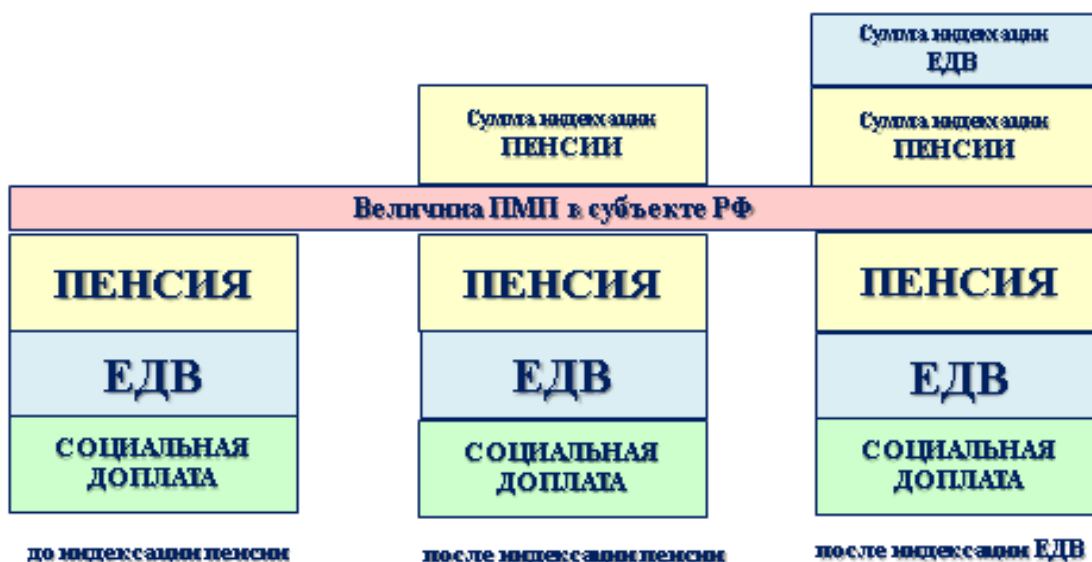 Сумма индексации
ЕДВ
Сумма индексации
ПЕНСИИ
Сумма индексации
ПЕНСИИ
Величина ПМП в субъекте РФ
ПЕНСИЯ
ПЕНСИЯ
ПЕНСИЯ
ЕДВ
ЕДВ
ЕДВ
СОЦИАЛЬНАЯ
ДОПЛАТА
СОЦИАЛЬНАЯ
ДОПЛАТА
СОЦИАЛЬНАЯ
ДОПЛАТА
до индексации пенсии
после индексации пенсии
после индексации ЕДВ